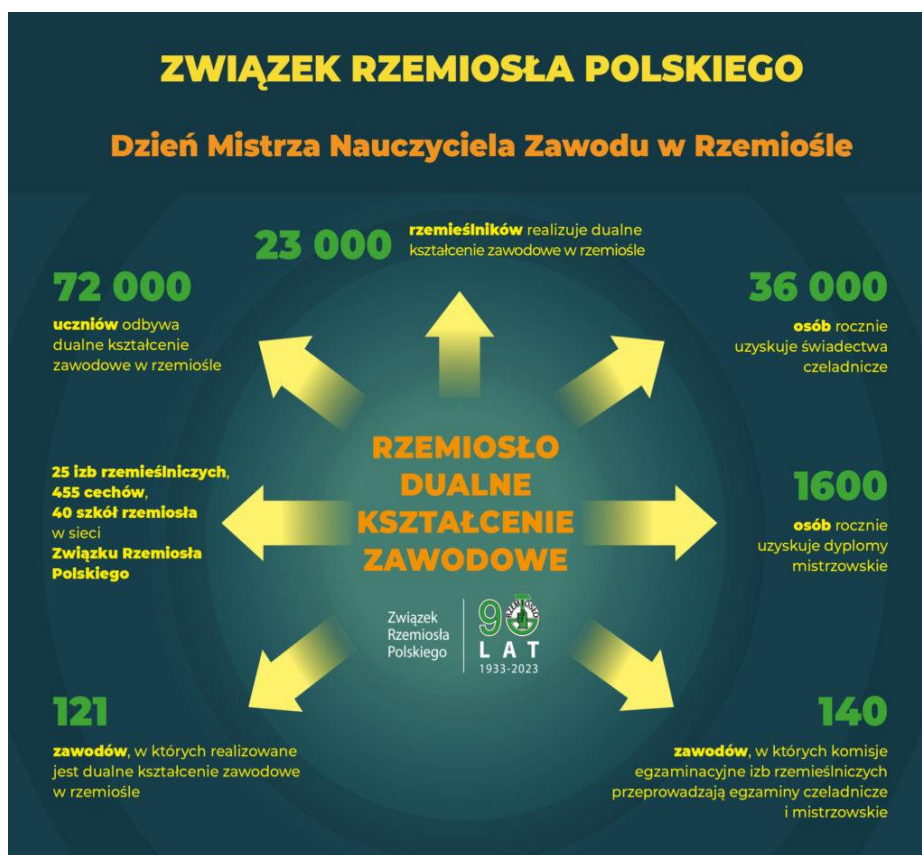 ZWIĄZEK RZEMIOSŁA POLSKIEGO
Dzień Mistrza Nauczyciela Zawodu w Rzemiośle
23 000
rzemieślników realizuje dualne
kształcenie zawodowe w rzemiośle
72 000
uczniów odbywa
dualne kształcenie
zawodowe w rzemiośle
36 000
osób rocznie
uzyskuje świadectwa
czeladnicze
RZEMIOSŁO
DUALNE
KSZTAŁCENIE
ZAWODOWE
25 izb rzemieślniczych,
455 cechów,
40 szkół rzemiosła
w sieci
Związku Rzemiosła
Polskiego
1600
osób rocznie
uzyskuje dyplomy
mistrzowskie
Związek
Rzemiosła
Polskiego
90
RZEMIOSŁO
LAT
1933-2023
121
zawodów, w których realizowane
jest dualne kształcenie zawodowe
w rzemiośle
140
zawodów, w których komisje
egzaminacyjne izb rzemieślniczych
przeprowadzają egzaminy czeladnicze
i mistrzowskie